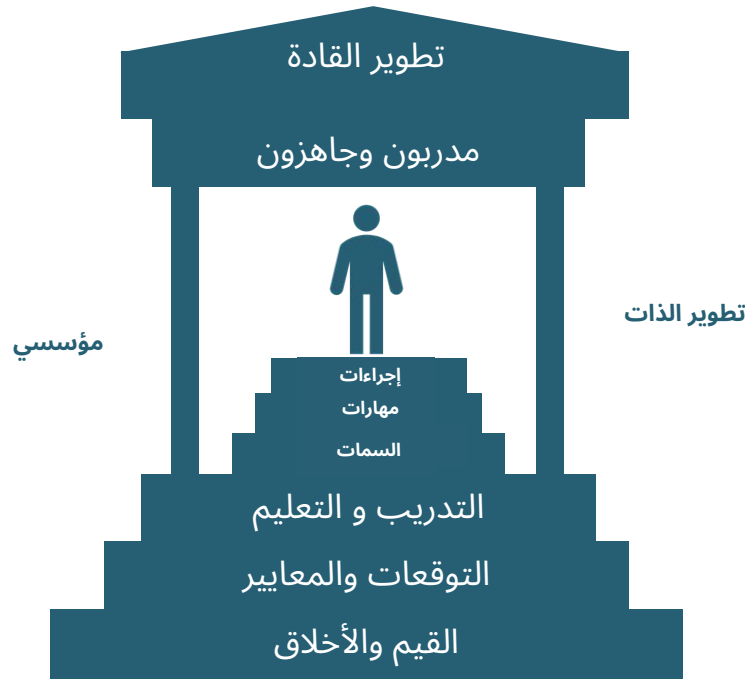 تطوير القادة
مدربون وجاهزون
تطوير الذات
مؤسسي
إجراءات
مهارات
السمات
التدريب و التعليم
التوقعات والمعايير
القيم والأخلاق